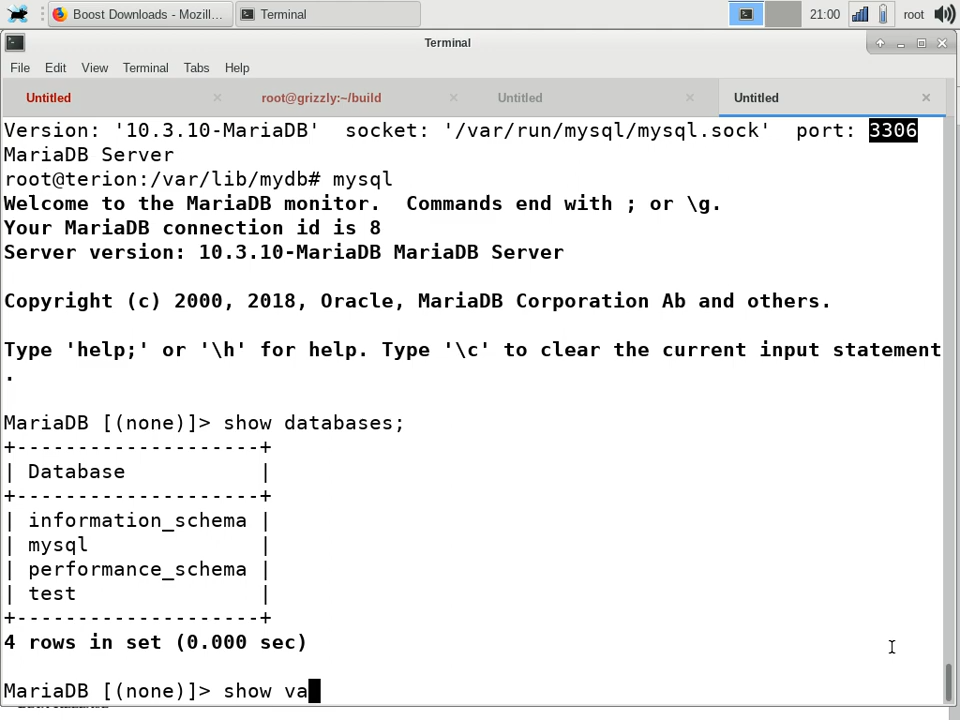 Boost Downloads - Mozill...
Terminal
21:00
root
Terminal
File Edit View Terminal Tabs Help
Untitled
root@grizzly:~/build
Untitled
Untitled
Version: '10.3.10-MariaDB'  socket: '/var/run/mysql/mysql.sock'  port: 3306
MariaDB Server
root@terion:/var/lib/mydb# mysql
Welcome to the MariaDB monitor.  Commands end with ; or \g.
Your MariaDB connection id is 8
Server version: 10.3.10-MariaDB MariaDB Server
Copyright (c) 2000, 2018, Oracle, MariaDB Corporation Ab and others.
Type 'help;' or '\h' for help. Type '\c' to clear the current input statement
.
MariaDB [(none)]> show databases;
+--------------------+
| Database           |
+--------------------+
| information_schema |
| mysql              |
| performance_schema |
| test               |
+--------------------+
4 rows in set (0.000 sec)
MariaDB [(none)]> show va